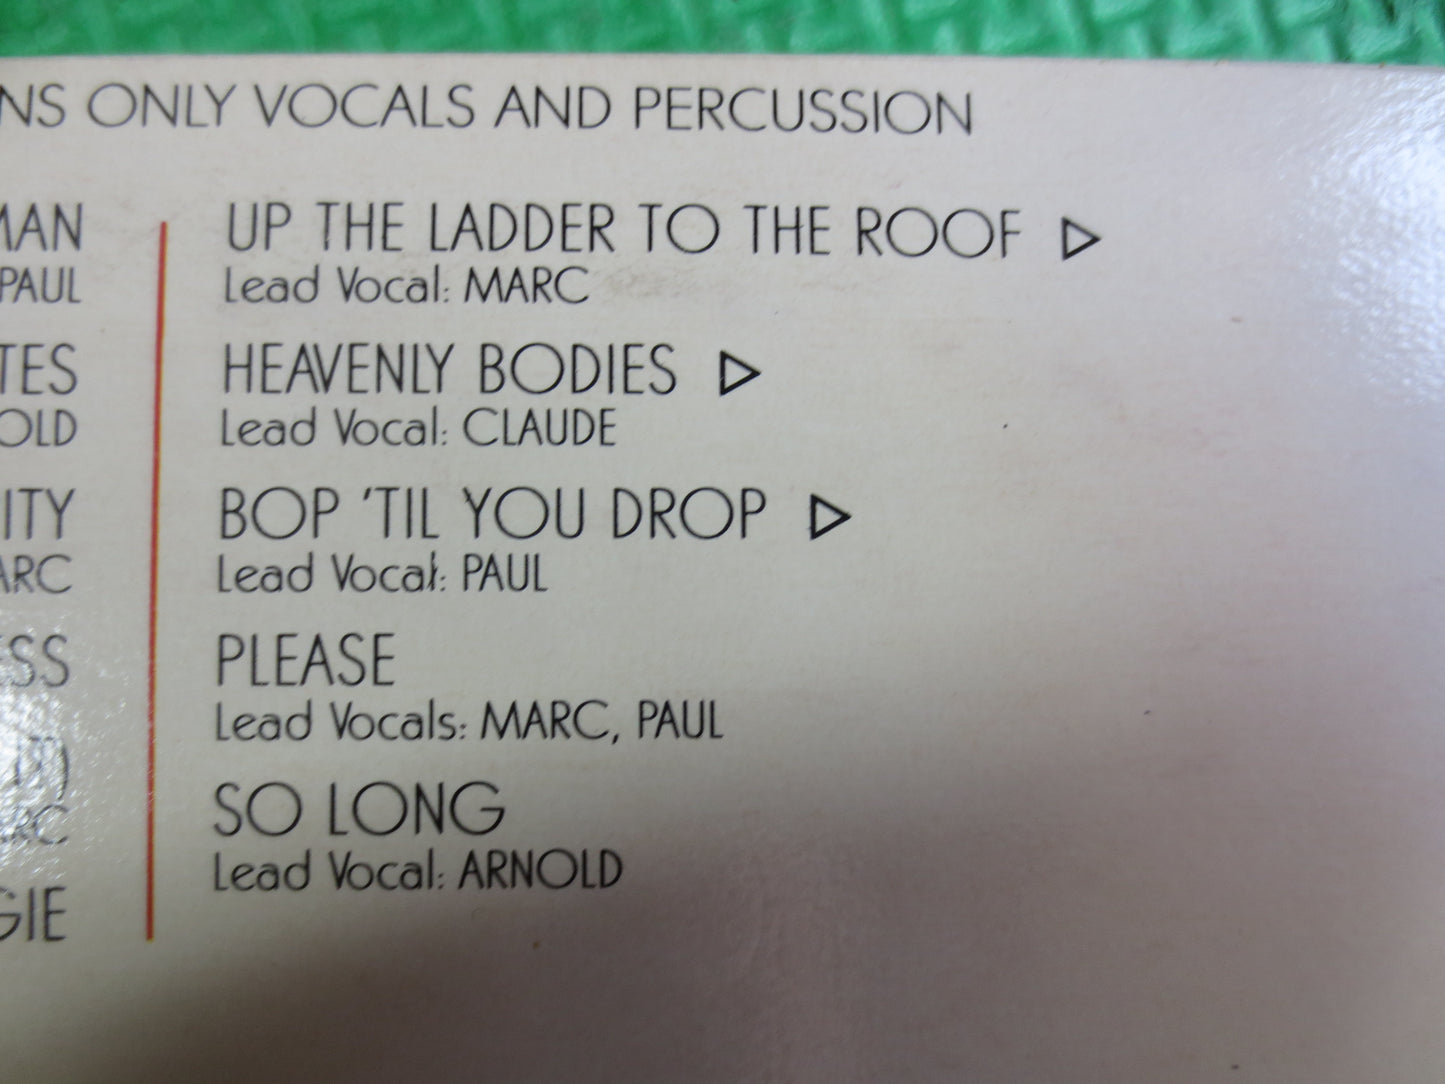 NS ONLY VOCALS AND PERCUSSION
MAN
PAUL
TES
OLD
ITY
ARC
ESS
ARC
GIE
UP THE LADDER TO THE ROOF
Lead Vocal: MARC
HEAVENLY BODIES
Lead Vocal: CLAUDE
BOP 'TIL YOU DROP
Lead Vocal: PAUL
PLEASE
Lead Vocals: MARC, PAUL
SO LONG
Lead Vocal: ARNOLD